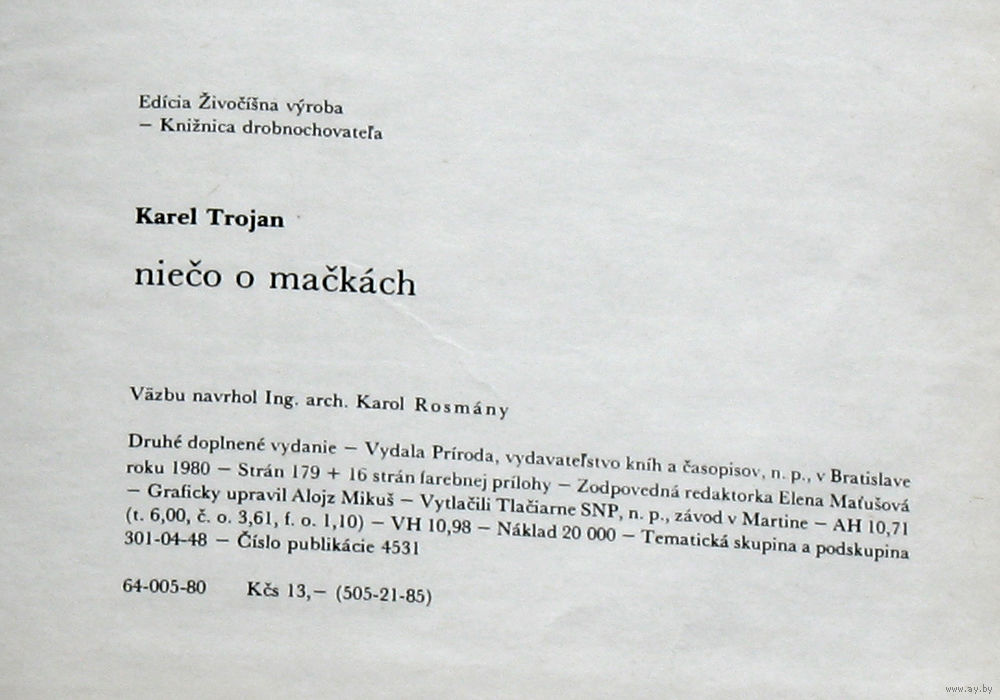 Edícia Živočíšna výroba
– Knižnica drobnochovateľa
Karel Trojan
niečo o mačkách
Väzbu navrhol Ing. arch. Karol Rosmány
Druhé doplnené vydanie – Vydala Príroda, vydavateľstvo kníh a časopisov, n. p., v Bratislave
roku 1980 – Strán 179 + 16 strán farebnej prílohy – Zodpovedná redaktorka Elena Maťušová
– Graficky upravil Alojz Mikuš – Vytlačili Tlačiarne SNP, n. p., závod v Martine – AH 10,71
(t. 6,00, č. o. 3,61, f. o. 1,10) – VH 10,98 – Náklad 20 000 – Tematická skupina a podskupina
301-04-48 – Číslo publikácie 4531
64-005-80 Kčs 13,– (505-21-85)
www.ay.by